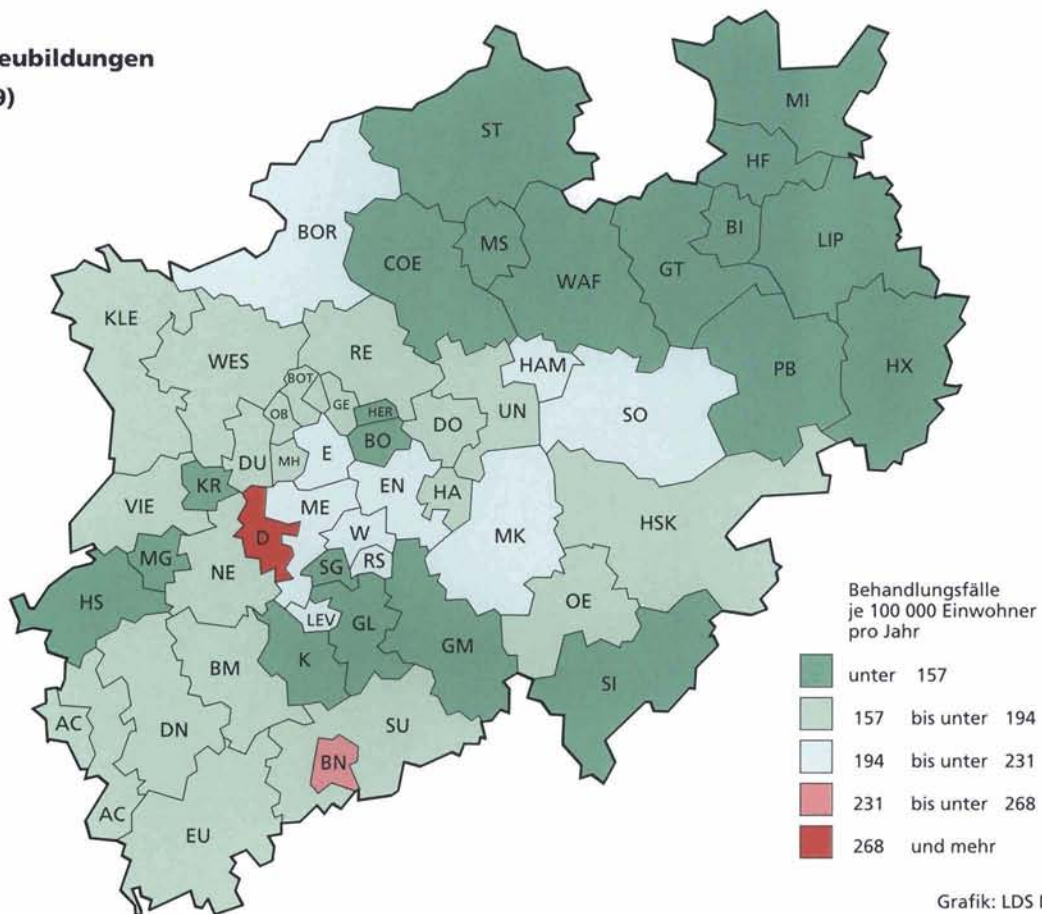 eubildungen
9)
MI
ST
HF
BI
BOR
MS
LIP
COE
GT
WAF
KLE
RE
WES
HAM
PB
HX
BOT
GE
HER
UN
SO
OB
DO
BO
E
DU
MH
KR
EN
HA
VIE
ME
HSK
D
W
MK
MG
RS
SG
NE
HS
OE
LEV
GL
GM
K
BM
SI
SU
AC
DN
BN
AC
EU
Behandlungsfälle
je 100 000 Einwohner
pro Jahr
unter 157
157 bis unter 194
194 bis unter 231
231 bis unter 268
268 und mehr
Grafik: LDS